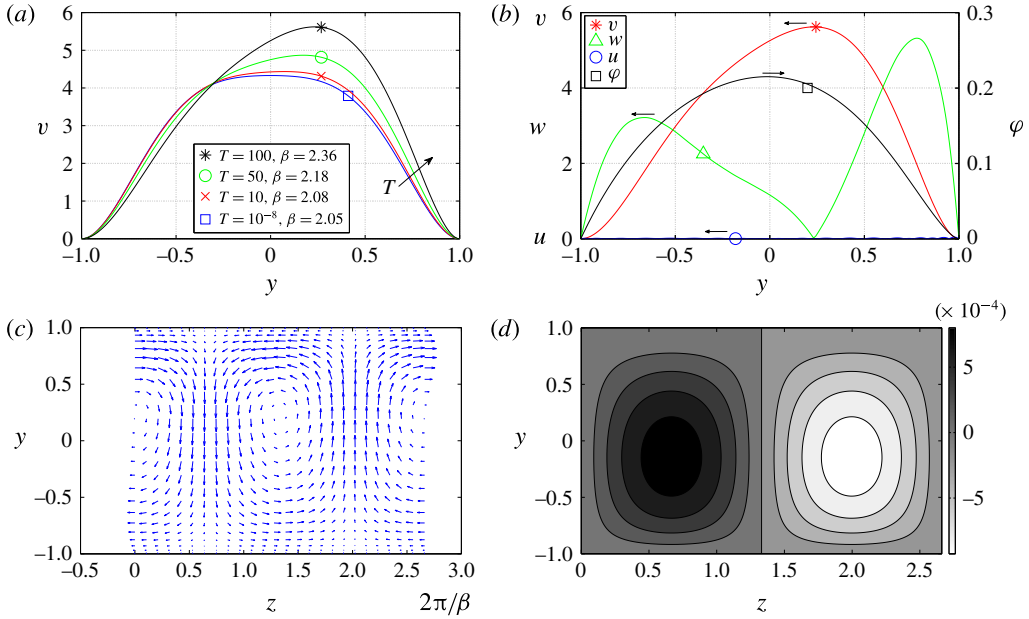 (a)
6
5
4
v
3
2
1
0
T = 100, β = 2.36
T = 50, β = 2.18
T = 10, β = 2.08
T = 10⁻⁸, β = 2.05
T
−1.0 −0.5 0 0.5 1.0
y
(b)
v 6
4
w 2
u 0
v
w
u
φ
0.3
0.2
φ
0.1
0
−1.0 −0.5 0 0.5 1.0
y
(c)
1.0
0.5
y 0
−0.5
−1.0
−0.5 0 0.5 1.0 1.5 2.0 2.5 3.0
z 2π/β
(d)
1.0
0.5
y 0
−0.5
−1.0
0 0.5 1.0 1.5 2.0 2.5
z
(× 10⁻⁴)
5
0
−5